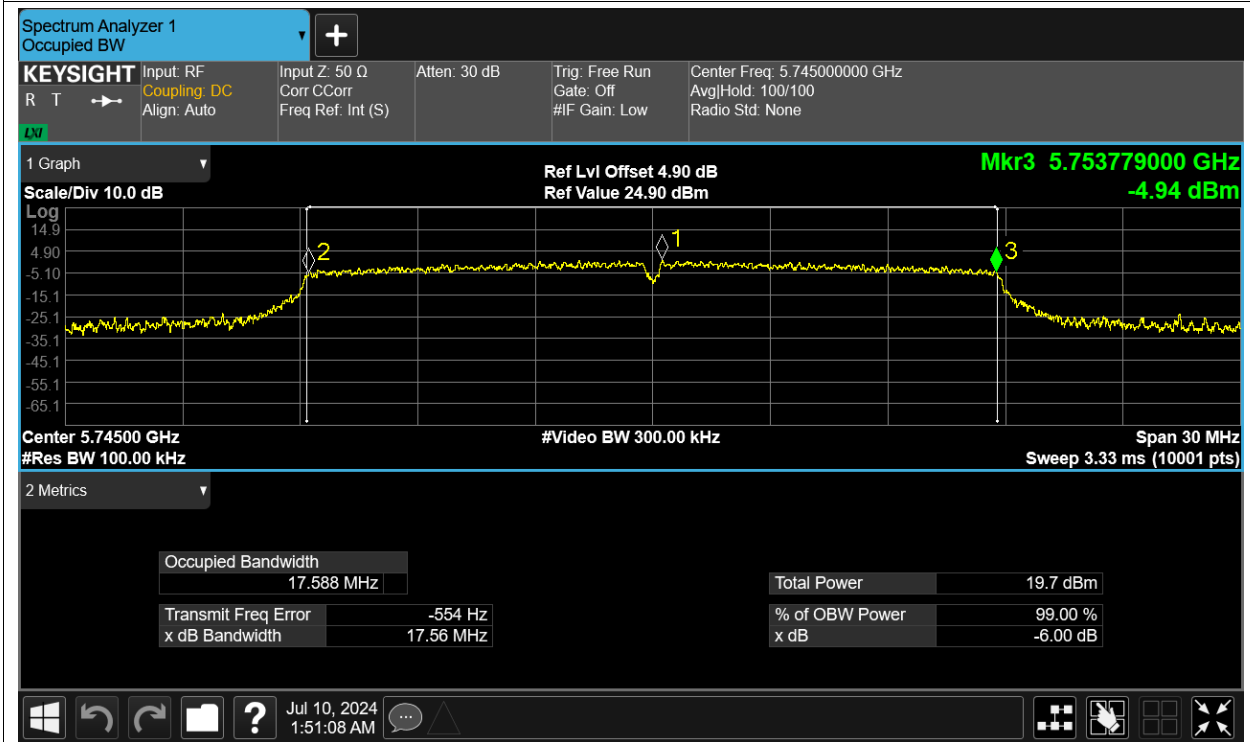 Spectrum Analyzer 1
Occupied BW
KEYSIGHT
R T
LXI
Input: RF
Coupling: DC
Align: Auto
Input Z: 50 Ω
Corr CCorr
Freq Ref: Int (S)
Atten: 30 dB
Trig: Free Run
Gate: Off
#IF Gain: Low
Center Freq: 5.745000000 GHz
Avg|Hold: 100/100
Radio Std: None
1 Graph
Scale/Div 10.0 dB
Ref Lvl Offset 4.90 dB
Ref Value 24.90 dBm
Mkr3 5.753779000 GHz
-4.94 dBm
Log
14.9
4.90
-5.10
-15.1
-25.1
-35.1
-45.1
-55.1
-65.1
2
1
3
Center 5.74500 GHz
#Res BW 100.00 kHz
#Video BW 300.00 kHz
Span 30 MHz
Sweep 3.33 ms (10001 pts)
2 Metrics
Occupied Bandwidth
17.588 MHz
Transmit Freq Error -554 Hz
x dB Bandwidth 17.56 MHz
Total Power 19.7 dBm
% of OBW Power 99.00 %
x dB -6.00 dB
?
Jul 10, 2024
1:51:08 AM